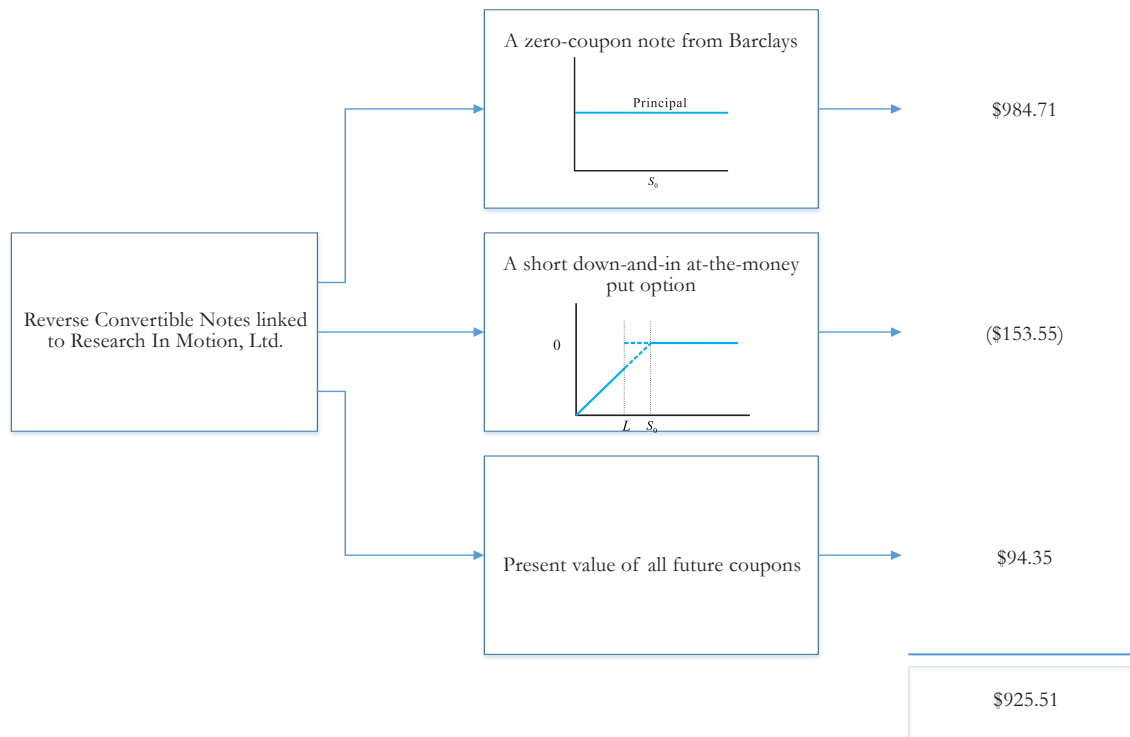 A zero-coupon note from Barclays
Principal
S₀
$984.71
Reverse Convertible Notes linked
to Research In Motion, Ltd.
A short down-and-in at-the-money
put option
0
L S₀
($153.55)
Present value of all future coupons
$94.35
$925.51